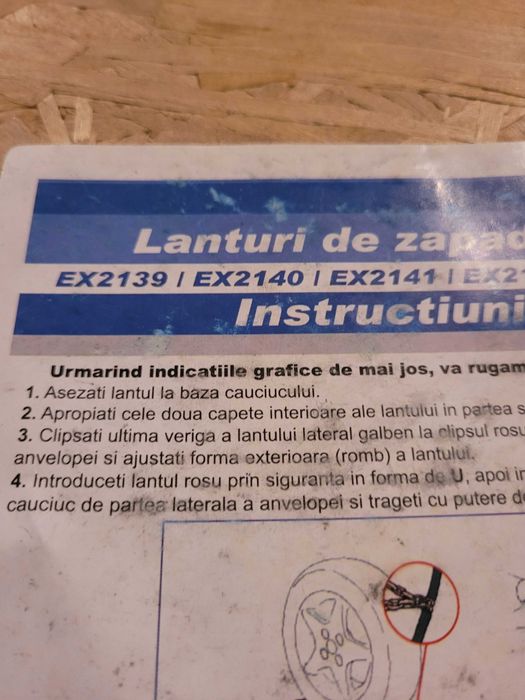 Lanturi de
EX2139 / EX2140 / EX2141 /
Instructiuni
Urmarind indicatiile grafice de mai jos, va rugam
1. Asezati lantul la baza cauciucului.
2. Apropiati cele doua capete interioare ale lantului in partea
3. Clipsati ultima veriga a lantului lateral galben la clipsul
anvelopei si ajustati forma exterioara (romb) a lantului.
4. Introduceti lantul rosu prin siguranta in forma de U, apoi
cauciuc de partea laterala a anvelopei si trageti cu putere